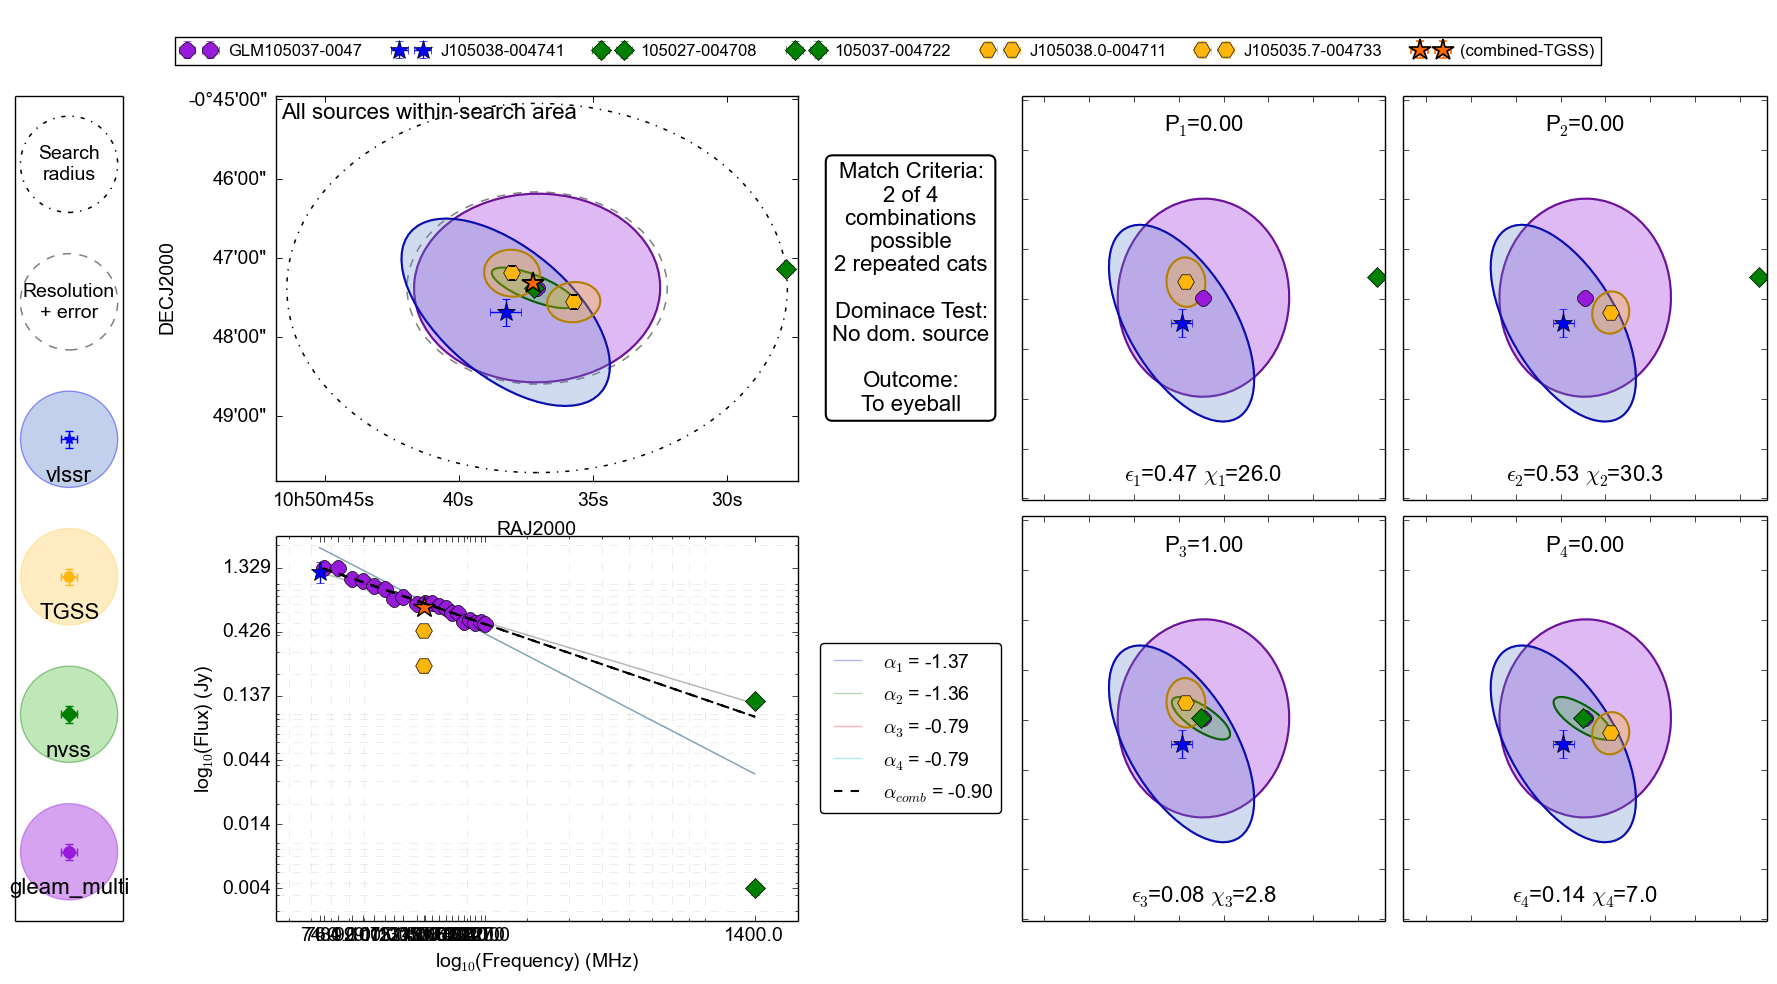 GLM105037-0047 J105038-004741 105027-004708 105037-004722 J105038.0-004711 J105035.7-004733 (combined-TGSS)
Search
radius
Resolution
+ error
vlssr
TGSS
nvss
gleam_multi
All sources within search area
-0°45'00"
46'00"
47'00"
48'00"
49'00"
DECJ2000
10h50m45s 40s 35s 30s
RAJ2000
Match Criteria:
2 of 4
combinations
possible
2 repeated cats
Dominace Test:
No dom. source
Outcome:
To eyeball
P1=0.00
ϵ1=0.47 χ1=26.0
P2=0.00
ϵ2=0.53 χ2=30.3
1.329
0.426
0.137
0.044
0.014
0.004
log10(Flux) (Jy)
1400.0
log10(Frequency) (MHz)
α1 = -1.37
α2 = -1.36
α3 = -0.79
α4 = -0.79
αcomb = -0.90
P3=1.00
ϵ3=0.08 χ3=2.8
P4=0.00
ϵ4=0.14 χ4=7.0